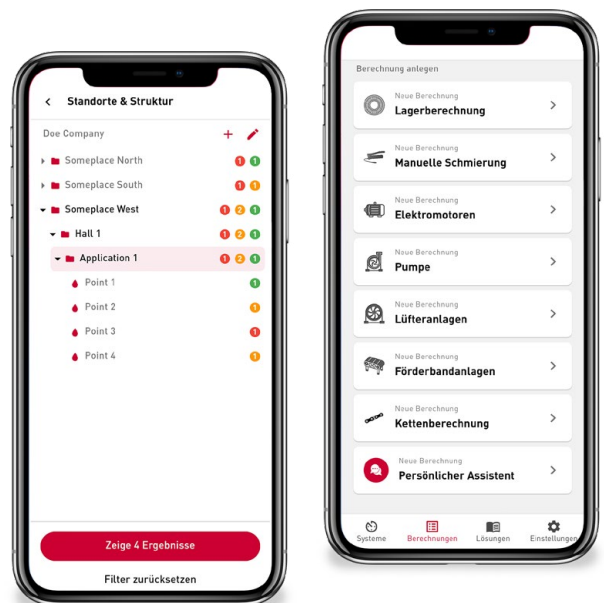 Standorte & Struktur
Doe Company
Someplace North 1 1
Someplace South 1 1
Someplace West 1 2 1
Hall 1 1 2 1
Application 1 1 2 1
Point 1 1
Point 2 1
Point 3 1
Point 4 1
Zeige 4 Ergebnisse
Filter zurücksetzen
Berechnung anlegen
Neue Berechnung
Lagerberechnung
Neue Berechnung
Manuelle Schmierung
Neue Berechnung
Elektromotoren
Neue Berechnung
Pumpe
Neue Berechnung
Lüfteranlagen
Neue Berechnung
Förderbandanlagen
Neue Berechnung
Kettenberechnung
Neue Berechnung
Persönlicher Assistent
Systeme Berechnungen Lösungen Einstellungen